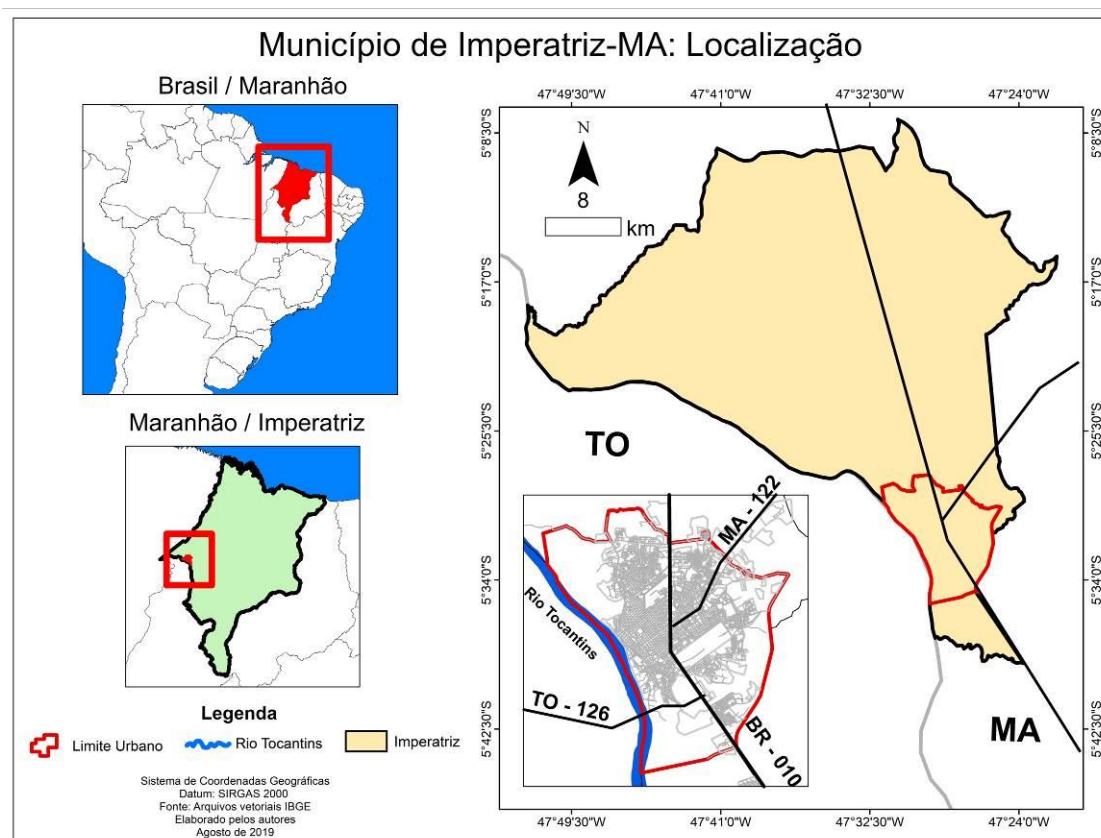 Município de Imperatriz-MA: Localização
Brasil / Maranhão
Maranhão / Imperatriz
Legenda
Limite Urbano
Rio Tocantins
Imperatriz
Sistema de Coordenadas Geográficas
Datum: SIRGAS 2000
Fonte: Arquivos vetoriais IBGE
Elaborado pelos autores
Agosto de 2019
47°49'30"W
47°41'0"W
47°32'30"W
47°24'0"W
5°8'30"S
5°8'30"S
N
8
km
5°17'0"S
5°17'0"S
5°25'30"S
5°25'30"S
TO
MA - 122
5°34'0"S
5°34'0"S
Rio Tocantins
TO - 126
BR - 010
MA
5°42'30"S
5°42'30"S
47°49'30"W
47°41'0"W
47°32'30"W
47°24'0"W